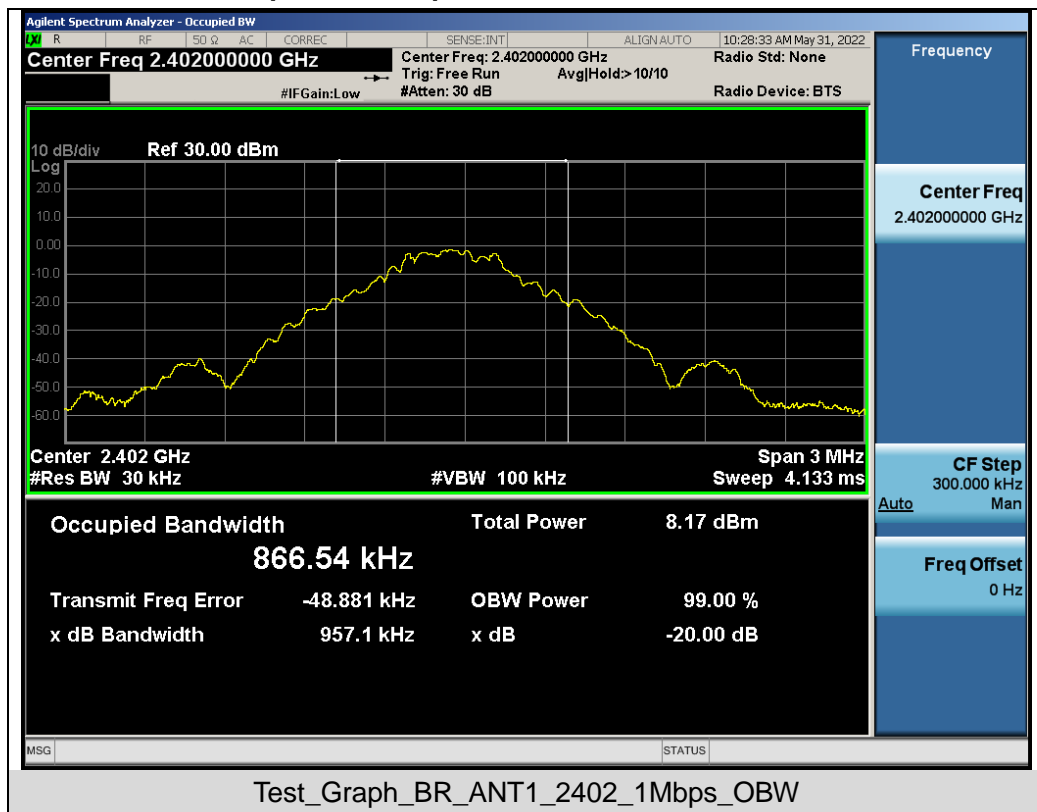 Agilent Spectrum Analyzer - Occupied BW
LXI R RF 50 Ω AC CORREC SENSE:INT ALIGN AUTO 10:28:33 AM May 31, 2022
Center Freq 2.402000000 GHz Center Freq: 2.402000000 GHz Radio Std: None
Trig: Free Run Avg|Hold:>10/10
#IFGain:Low #Atten: 30 dB Radio Device: BTS
10 dB/div Ref 30.00 dBm
Log
20.0
10.0
0.00
-10.0
-20.0
-30.0
-40.0
-50.0
-60.0
Center 2.402 GHz Span 3 MHz
#Res BW 30 kHz #VBW 100 kHz Sweep 4.133 ms
Occupied Bandwidth Total Power 8.17 dBm
866.54 kHz
Transmit Freq Error -48.881 kHz OBW Power 99.00 %
x dB Bandwidth 957.1 kHz x dB -20.00 dB
MSG STATUS
Frequency
Center Freq
2.402000000 GHz
CF Step
300.000 kHz
Auto Man
Freq Offset
0 Hz
Test_Graph_BR_ANT1_2402_1Mbps_OBW